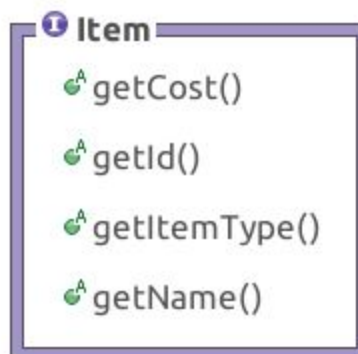 I Item
A getCost()
A getId()
A getItemType()
A getName()